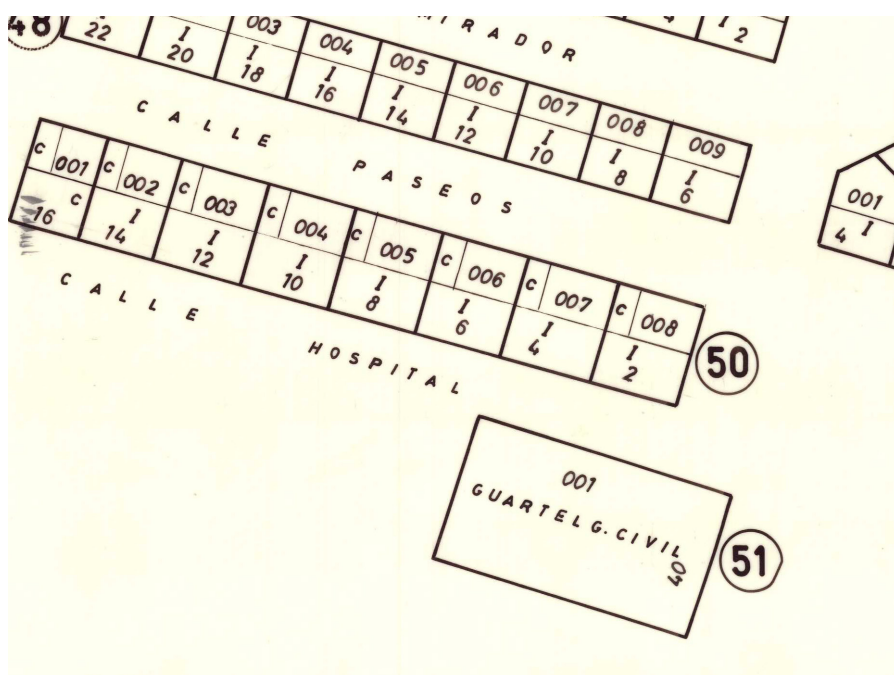 MIRADOR
I
2
4
48
22
I
20
003
I
18
004
I
16
005
I
14
006
I
12
007
I
10
008
I
8
009
I
6
CALLE PASEOS
001
I
4
C 001
C
16
C 002
I
14
C 003
I
12
C 004
I
10
C 005
I
8
C 006
I
6
C 007
I
4
C 008
I
2
50
CALLE HOSPITAL
001
GUARTEL G. CIVIL
51